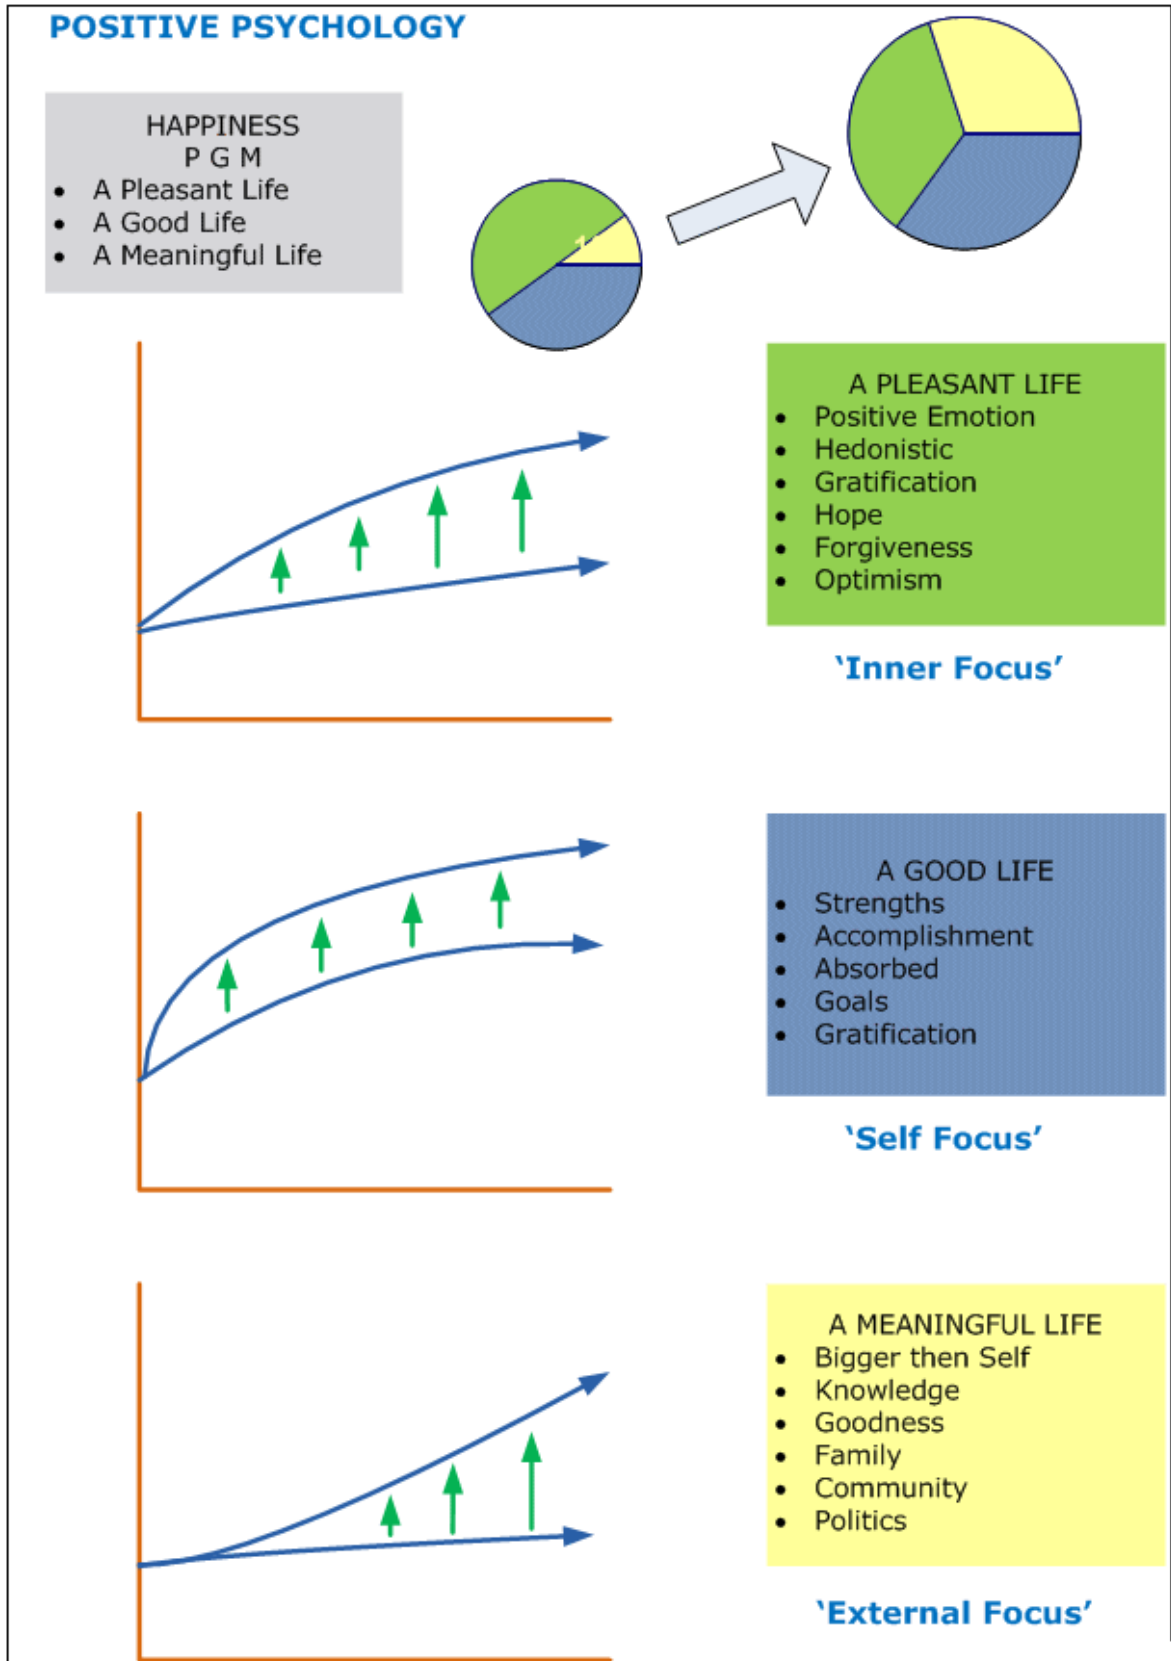 POSITIVE PSYCHOLOGY
HAPPINESS
P G M
• A Pleasant Life
• A Good Life
• A Meaningful Life
A PLEASANT LIFE
• Positive Emotion
• Hedonistic
• Gratification
• Hope
• Forgiveness
• Optimism
‘Inner Focus’
A GOOD LIFE
• Strengths
• Accomplishment
• Absorbed
• Goals
• Gratification
‘Self Focus’
A MEANINGFUL LIFE
• Bigger then Self
• Knowledge
• Goodness
• Family
• Community
• Politics
‘External Focus’